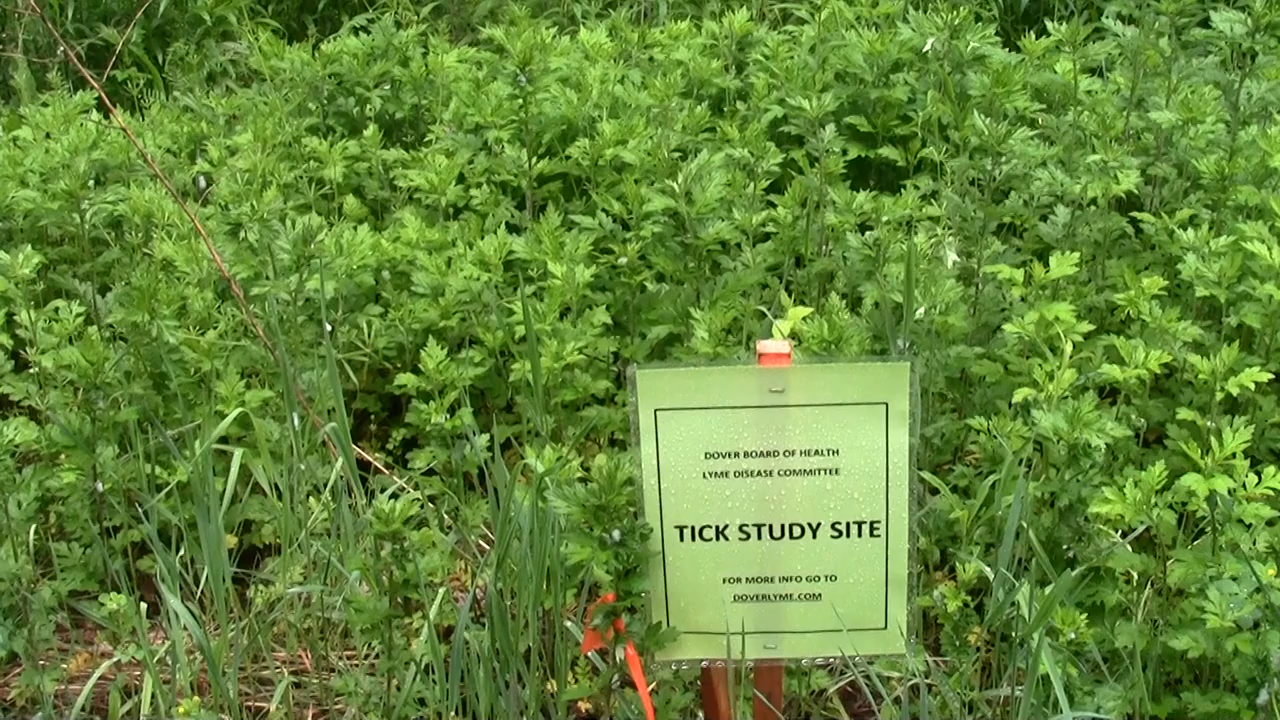 DOVER BOARD OF HEALTH
LYME DISEASE COMMITTEE
TICK STUDY SITE
FOR MORE INFO GO TO
DOVERLYME.COM